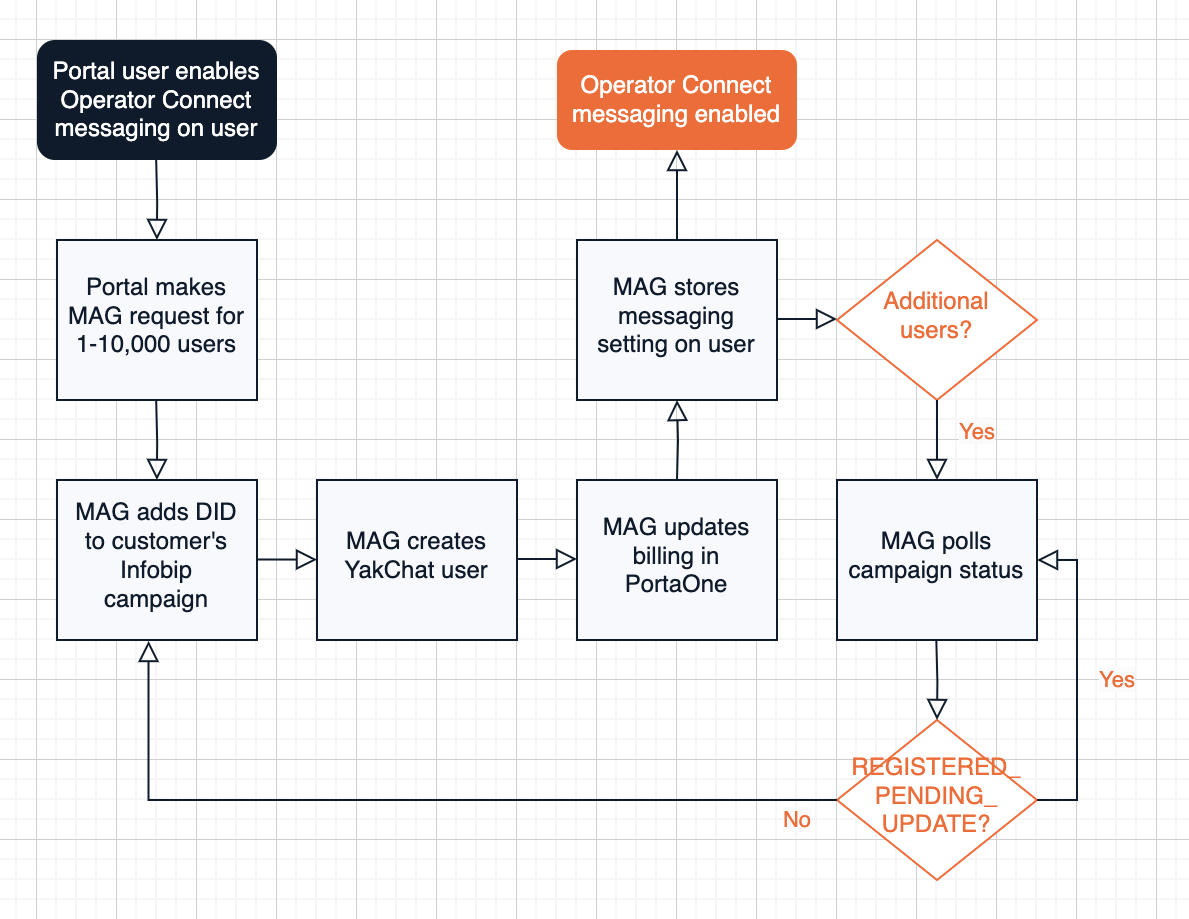 Portal user enables
Operator Connect
messaging on user
Operator Connect
messaging enabled
Portal makes
MAG request for
1-10,000 users
MAG stores
messaging
setting on user
Additional
users?
Yes
MAG adds DID
to customer's
Infobip
campaign
MAG creates
YakChat user
MAG updates
billing in
PortaOne
MAG polls
campaign status
Yes
REGISTERED_
PENDING_
UPDATE?
No